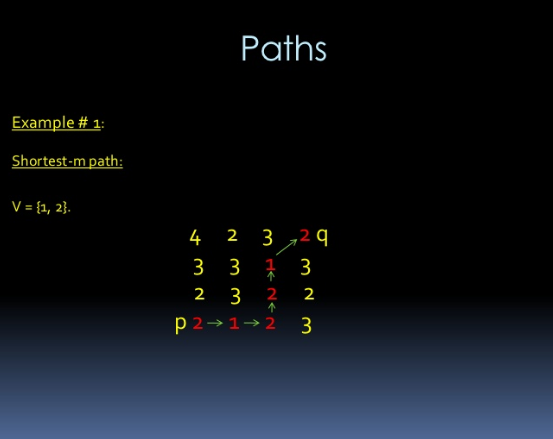 Paths
Example # 1:
Shortest-m path:
V = {1, 2}.
4 2 3 2 q
3 3 1 3
2 3 2 2
p 2 → 1 → 2 3